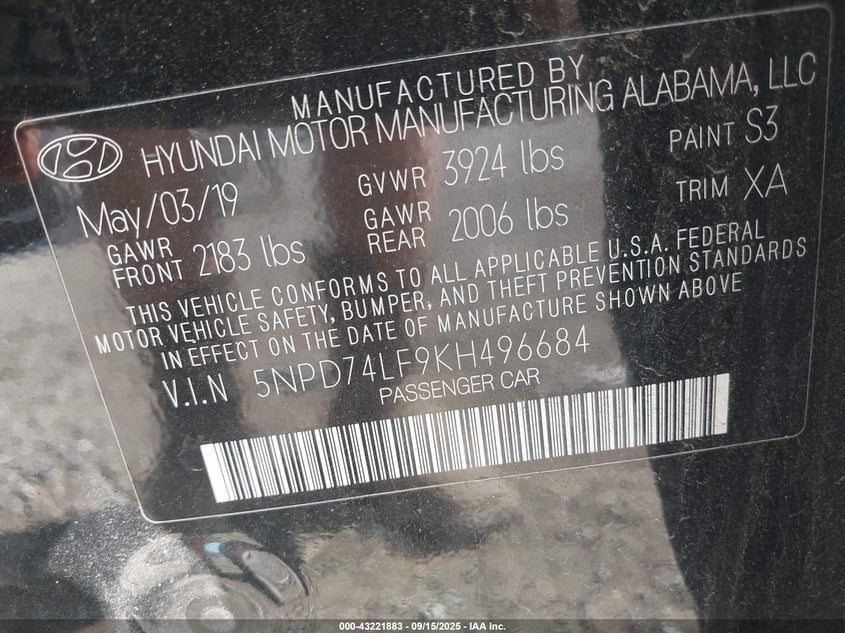 MANUFACTURED BY
HYUNDAI MOTOR MANUFACTURING ALABAMA, LLC
May/03/19 GVWR 3924 lbs PAINT S3
GAWR FRONT 2183 lbs GAWR REAR 2006 lbs TRIM XA
THIS VEHICLE CONFORMS TO ALL APPLICABLE U.S.A. FEDERAL
MOTOR VEHICLE SAFETY, BUMPER, AND THEFT PREVENTION STANDARDS
IN EFFECT ON THE DATE OF MANUFACTURE SHOWN ABOVE
V.I.N 5NPD74LF9KH496684
PASSENGER CAR
000-43221883 - 09/15/2025 - IAA Inc.